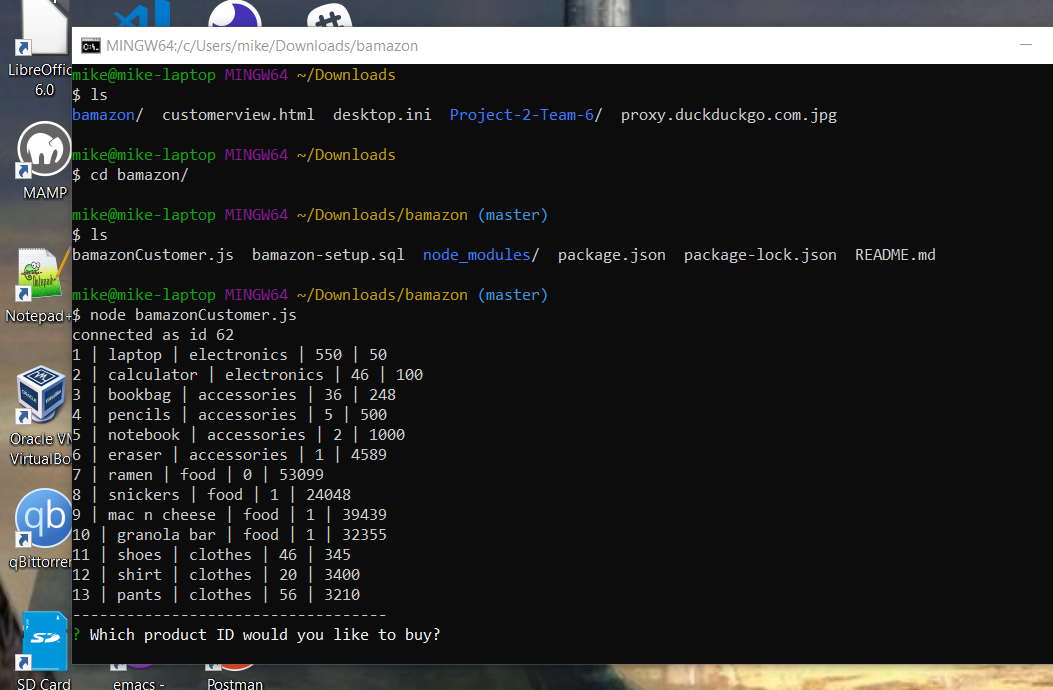 MINGW64:/c/Users/mike/Downloads/bamazon
mike@mike-laptop MINGW64 ~/Downloads
$ ls
bamazon/  customerview.html  desktop.ini  Project-2-Team-6/  proxy.duckduckgo.com.jpg
mike@mike-laptop MINGW64 ~/Downloads
$ cd bamazon/
mike@mike-laptop MINGW64 ~/Downloads/bamazon (master)
$ ls
bamazonCustomer.js  bamazon-setup.sql  node_modules/  package.json  package-lock.json  README.md
mike@mike-laptop MINGW64 ~/Downloads/bamazon (master)
$ node bamazonCustomer.js
connected as id 62
1 | laptop | electronics | 550 | 50
2 | calculator | electronics | 46 | 100
3 | bookbag | accessories | 36 | 248
4 | pencils | accessories | 5 | 500
5 | notebook | accessories | 2 | 1000
6 | eraser | accessories | 1 | 4589
7 | ramen | food | 0 | 53099
8 | snickers | food | 1 | 24048
9 | mac n cheese | food | 1 | 39439
10 | granola bar | food | 1 | 32355
11 | shoes | clothes | 46 | 345
12 | shirt | clothes | 20 | 3400
13 | pants | clothes | 56 | 3210
-----------------------------------
? Which product ID would you like to buy?
LibreOffic
6.0
MAMP
Notepad+
Oracle VM
VirtualBo
qb
qBittorren
SD
SD Card
emacs -
Postman